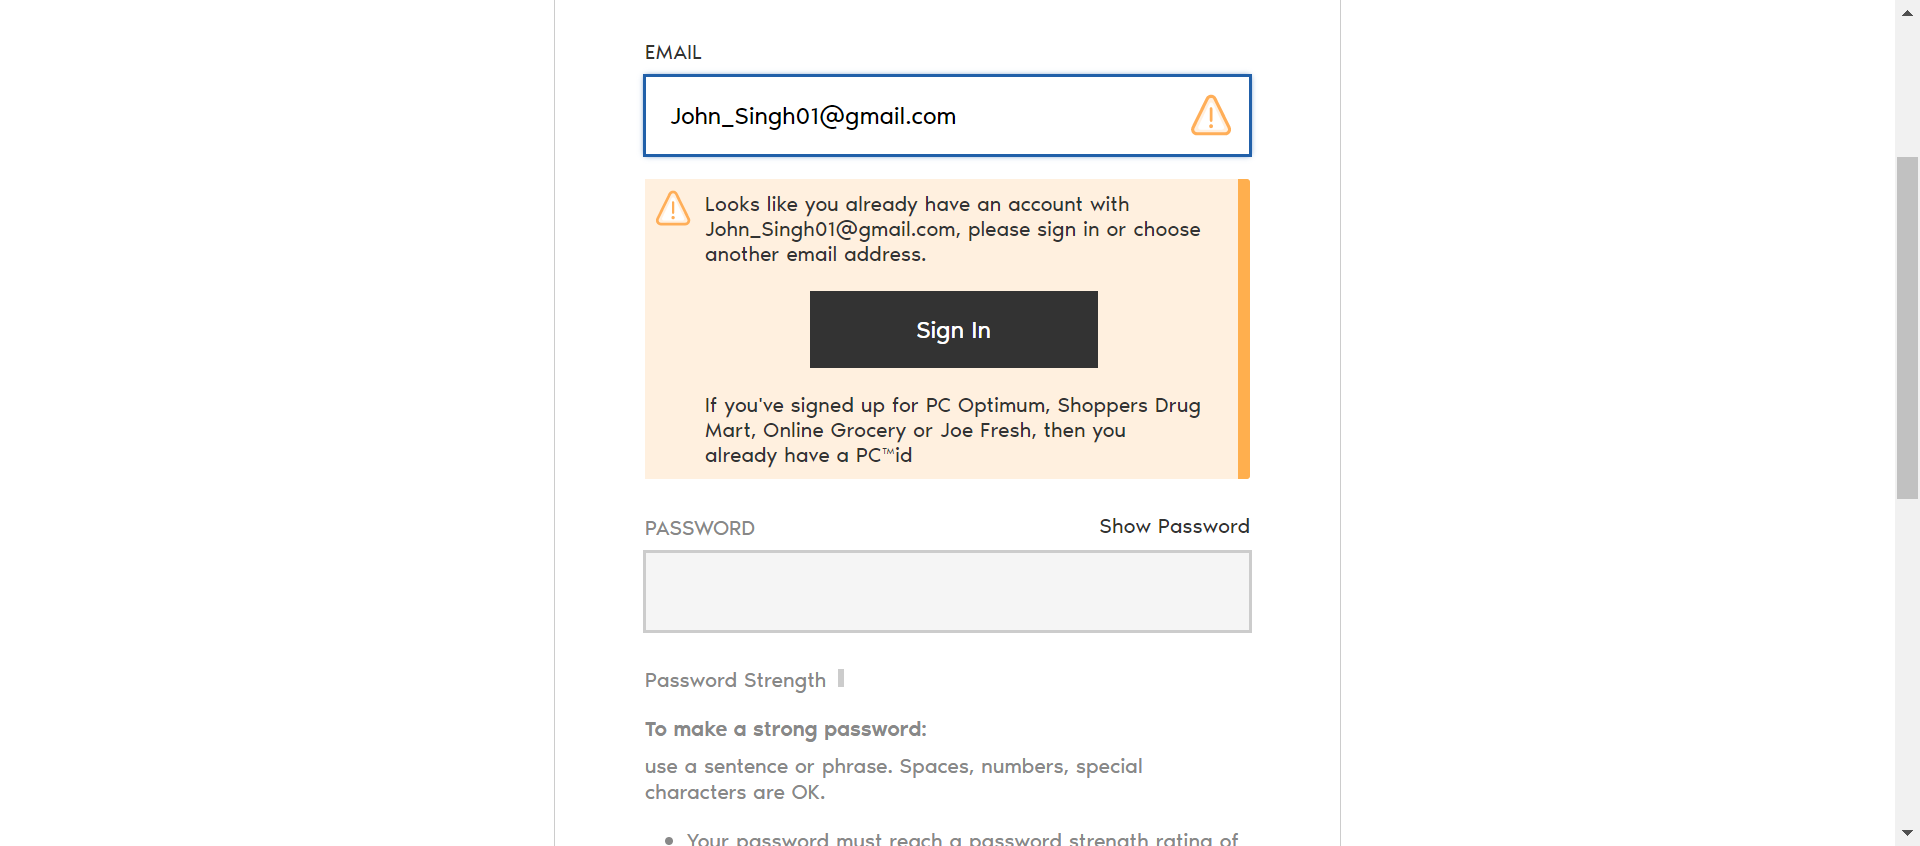 EMAIL
John_Singh01@gmail.com
Looks like you already have an account with
John_Singh01@gmail.com, please sign in or choose
another email address.
Sign In
If you've signed up for PC Optimum, Shoppers Drug
Mart, Online Grocery or Joe Fresh, then you
already have a PC™id
PASSWORD
Show Password
Password Strength
To make a strong password:
use a sentence or phrase. Spaces, numbers, special
characters are OK.
• Your password must reach a password strength rating of